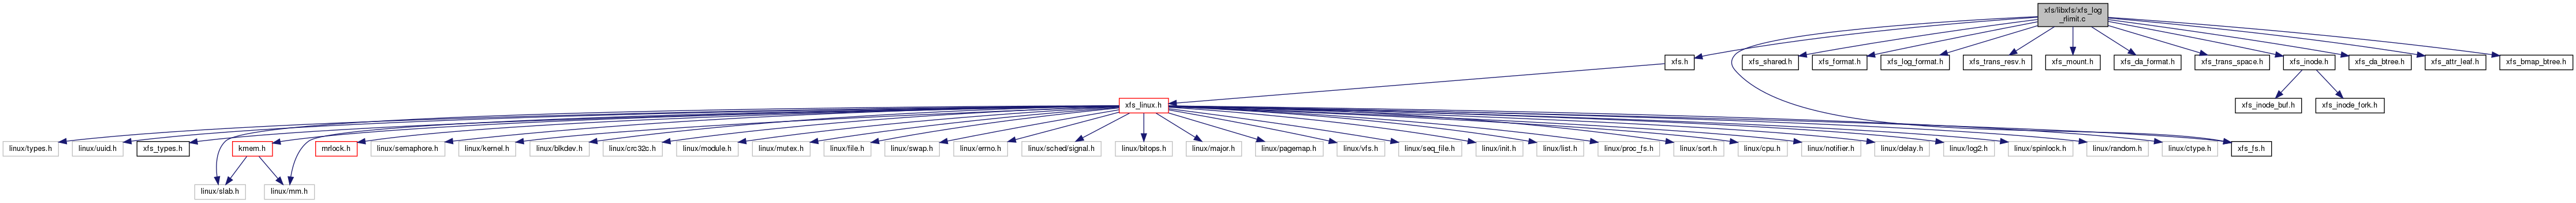 xfs/libxfs/xfs_log
_rlimit.c
xfs.h
xfs_shared.h
xfs_format.h
xfs_log_format.h
xfs_trans_resv.h
xfs_mount.h
xfs_da_format.h
xfs_trans_space.h
xfs_inode.h
xfs_da_btree.h
xfs_attr_leaf.h
xfs_bmap_btree.h
xfs_linux.h
xfs_inode_buf.h
xfs_inode_fork.h
linux/types.h
linux/uuid.h
xfs_types.h
kmem.h
mrlock.h
linux/semaphore.h
linux/kernel.h
linux/blkdev.h
linux/crc32c.h
linux/module.h
linux/mutex.h
linux/file.h
linux/swap.h
linux/errno.h
linux/sched/signal.h
linux/bitops.h
linux/major.h
linux/pagemap.h
linux/vfs.h
linux/seq_file.h
linux/init.h
linux/list.h
linux/proc_fs.h
linux/sort.h
linux/cpu.h
linux/notifier.h
linux/delay.h
linux/log2.h
linux/spinlock.h
linux/random.h
linux/ctype.h
xfs_fs.h
linux/slab.h
linux/mm.h